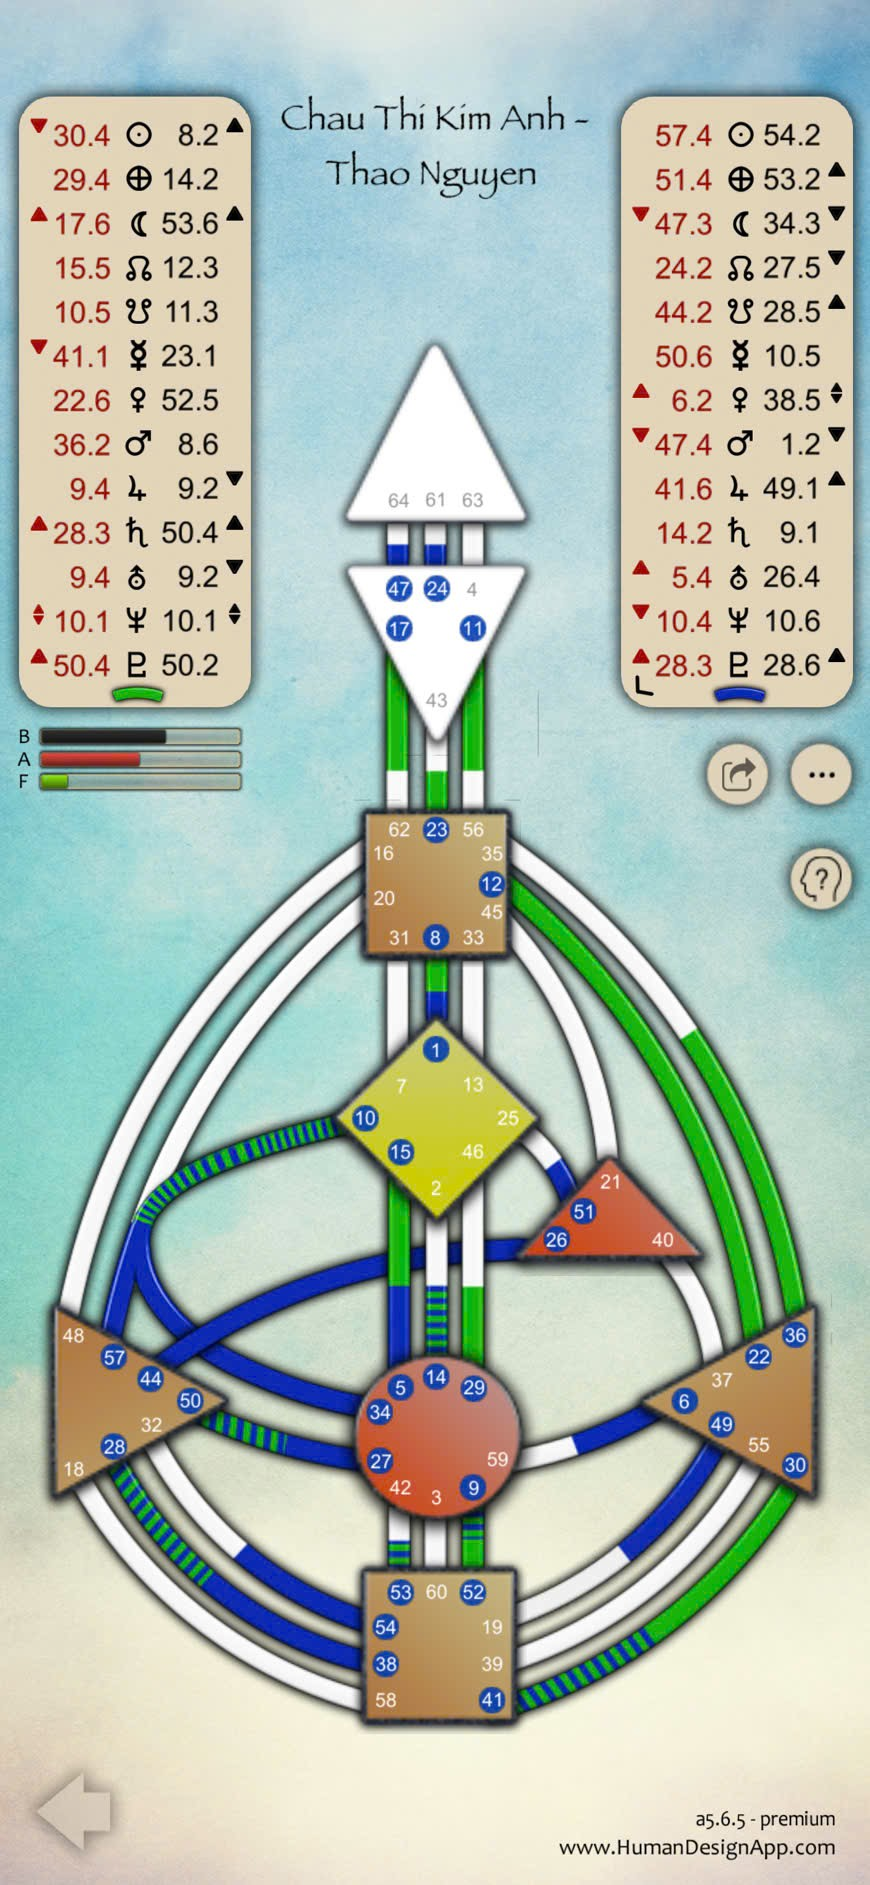 Chau Thi Kim Anh -
Thao Nguyen
30.4 ☉ 8.2
29.4 ⊕ 14.2
17.6 ☾ 53.6
15.5 ☊ 12.3
10.5 ☋ 11.3
41.1 ☿ 23.1
22.6 ♀ 52.5
36.2 ♂ 8.6
9.4 ♃ 9.2
28.3 ♄ 50.4
9.4 ⛢ 9.2
10.1 ♆ 10.1
50.4 ♇ 50.2
B
A
F
57.4 ☉ 54.2
51.4 ⊕ 53.2
47.3 ☾ 34.3
24.2 ☊ 27.5
44.2 ☋ 28.5
50.6 ☿ 10.5
6.2 ♀ 38.5
47.4 ♂ 1.2
41.6 ♃ 49.1
14.2 ♄ 9.1
5.4 ⛢ 26.4
10.4 ♆ 10.6
28.3 ♇ 28.6
64 61 63
47 24 4
17 11
43
62 23 56
16 35
12
20 45
31 8 33
1
7 13
10 25
15 46
2
21
51
26 40
48
57
44
50
32
28
18
36
22
37
6
49
55
30
5 14 29
34
27 59
42 3 9
53 60 52
54 19
38 39
58 41
?
a5.6.5 - premium
www.HumanDesignApp.com